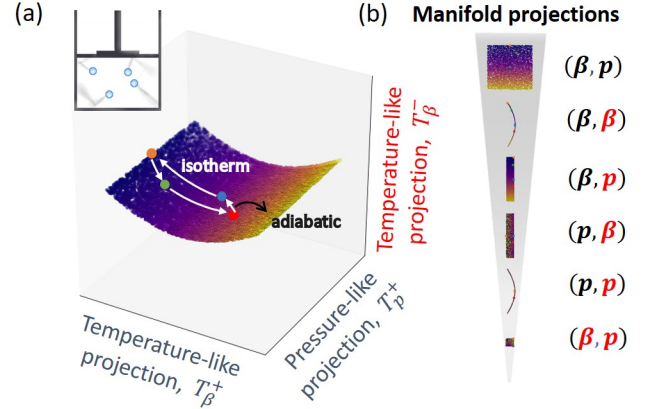 (a)
isotherm
adiabatic
Temperature-like
projection, T_β^+
Pressure-like
projection, T_p^+
Temperature-like
projection, T_β^-
(b)
Manifold projections
(β, p)
(β, β)
(β, p)
(p, β)
(p, p)
(β, p)